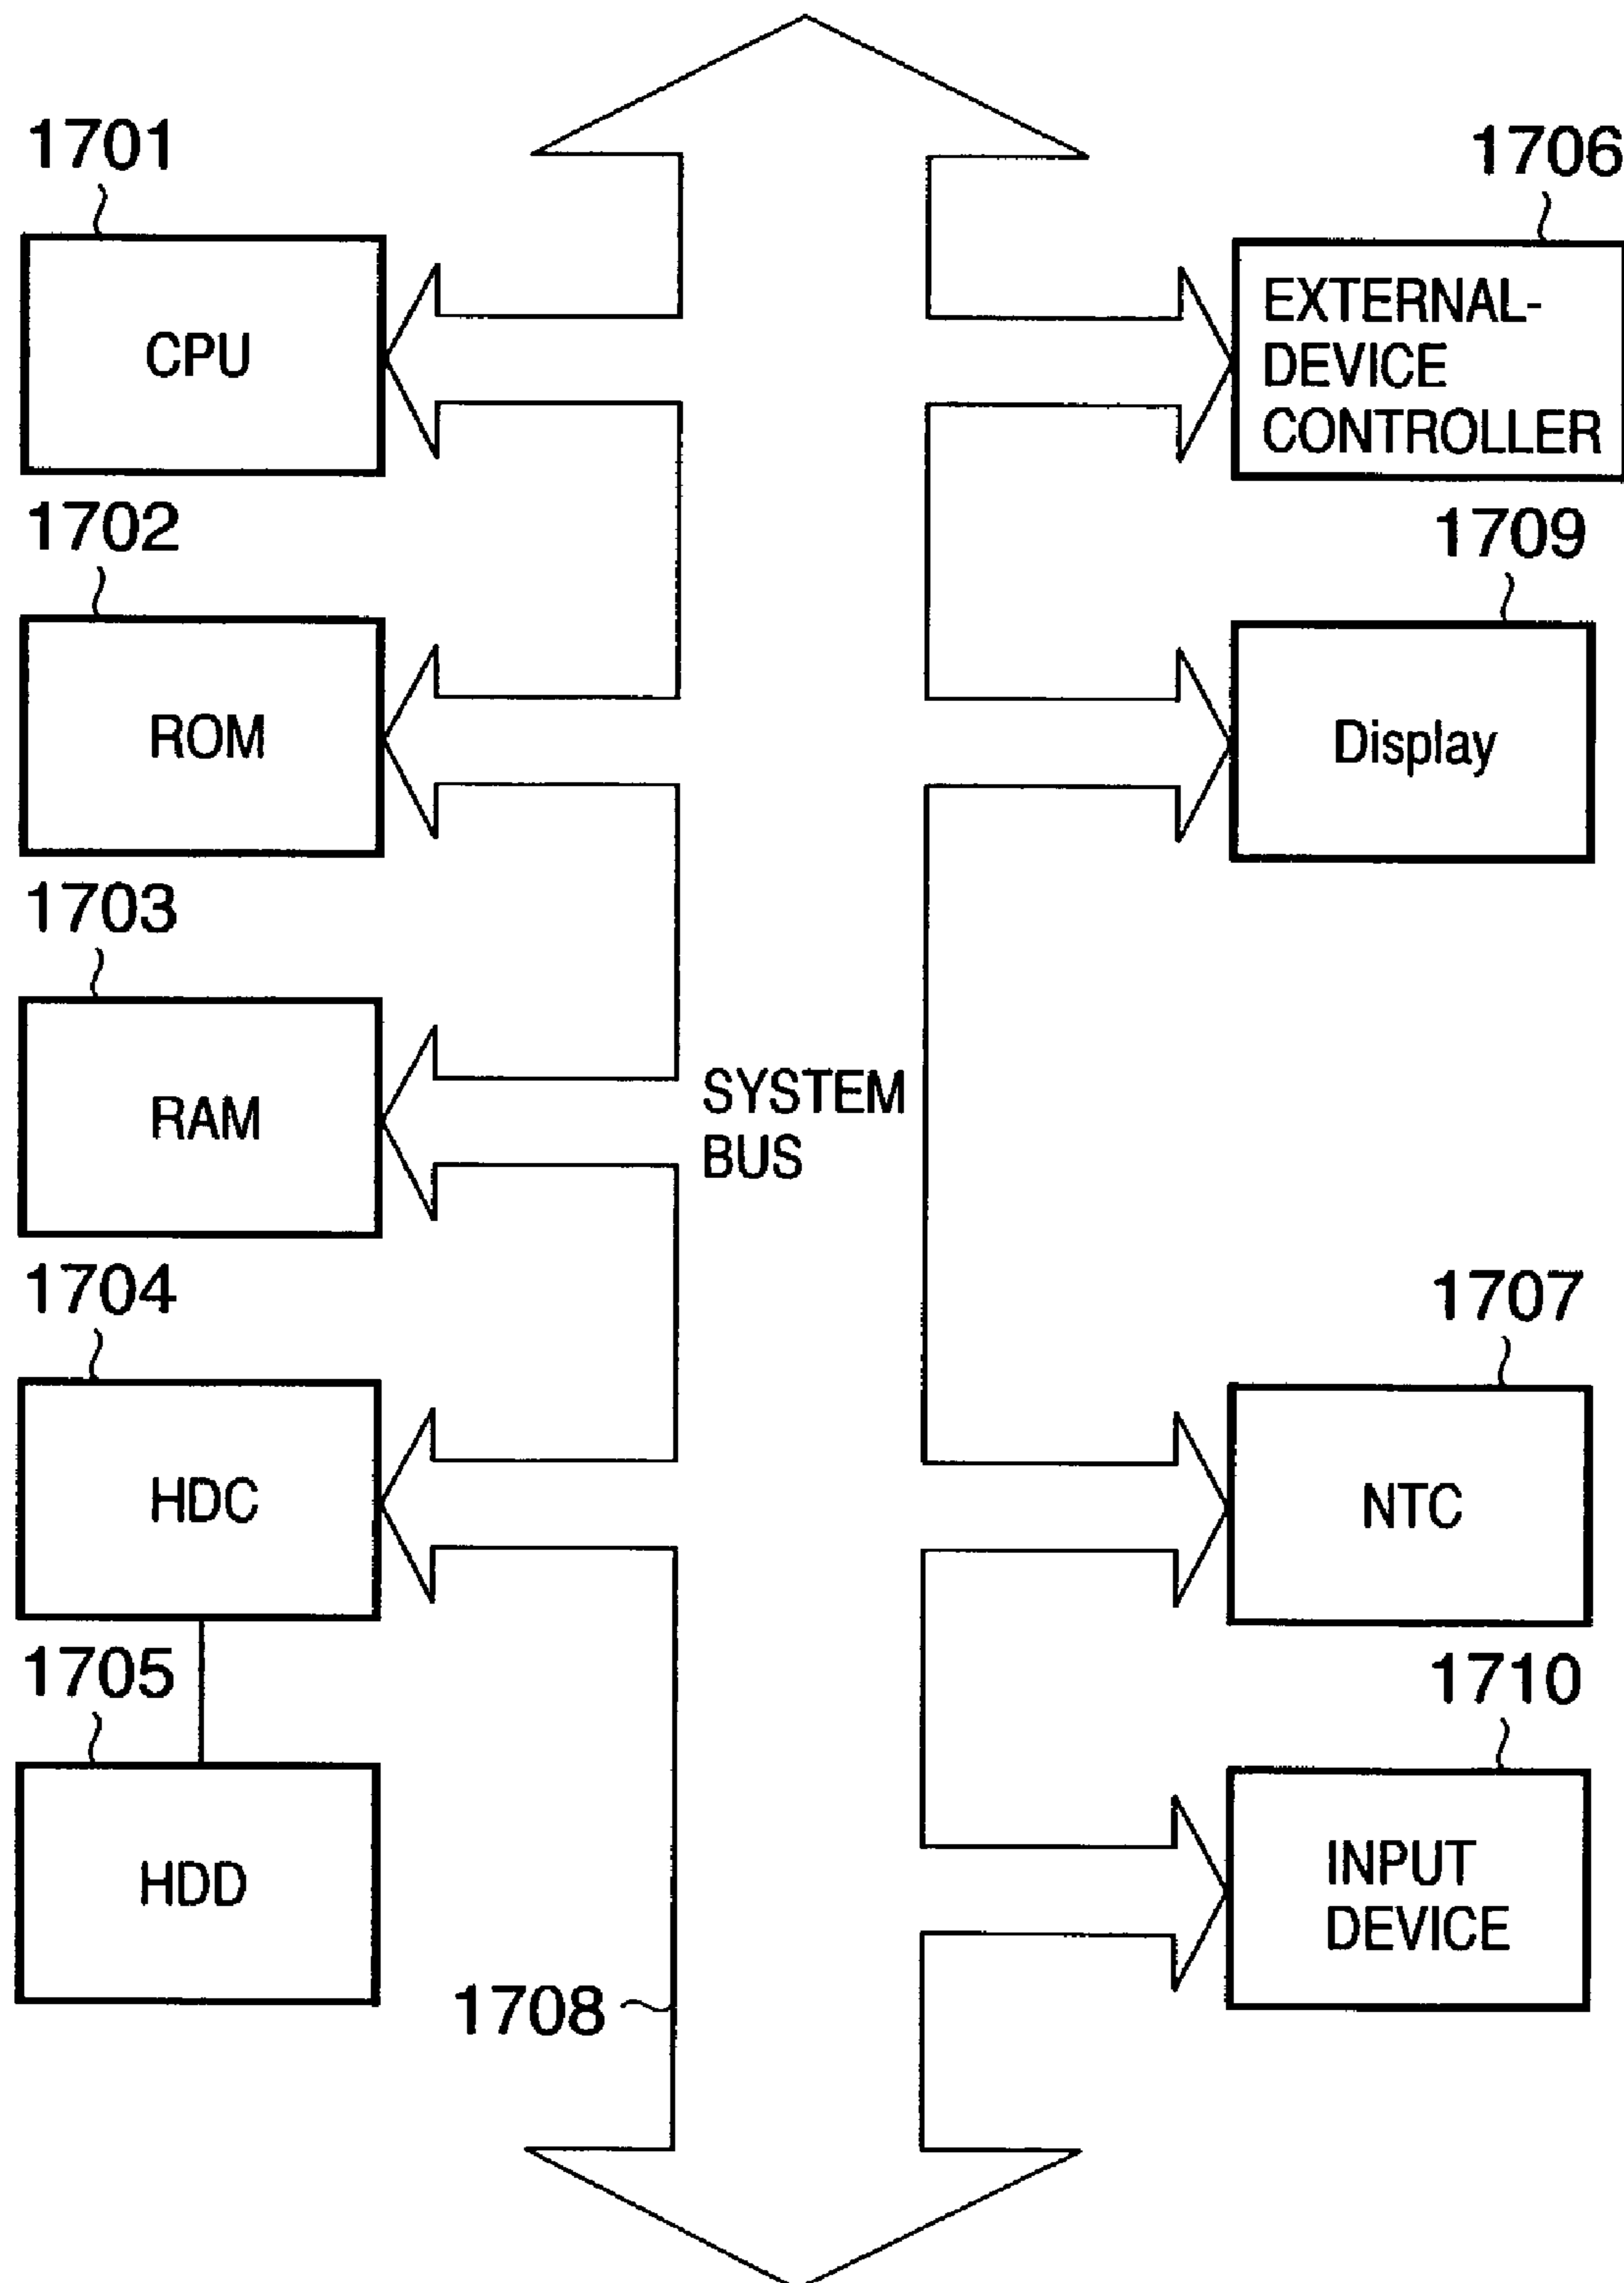 1701
CPU
1702
ROM
1703
RAM
1704
HDC
1705
HDD
SYSTEM
BUS
1708
1706
EXTERNAL-
DEVICE
CONTROLLER
1709
Display
1707
NTC
1710
INPUT
DEVICE